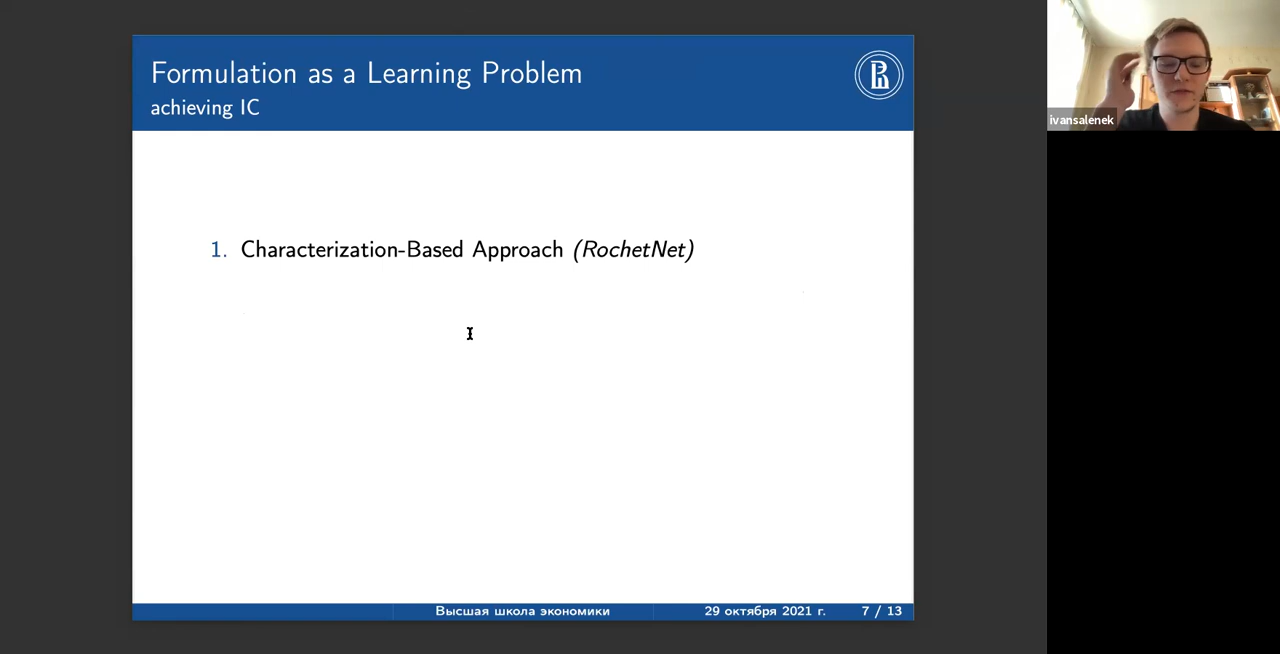 Formulation as a Learning Problem
achieving IC
1. Characterization-Based Approach (RochetNet)
Высшая школа экономики 29 октября 2021 г. 7 / 13
ivansalenek